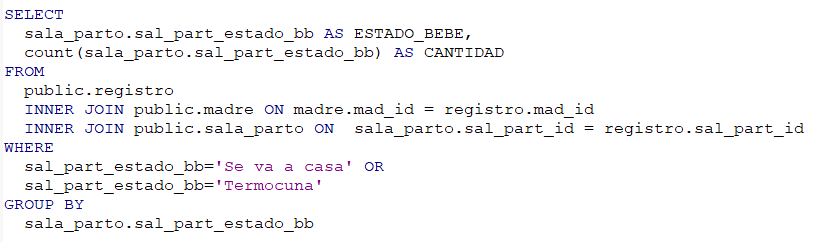 SELECT
  sala_parto.sal_part_estado_bb AS ESTADO_BEBE,
  count(sala_parto.sal_part_estado_bb) AS CANTIDAD
FROM
  public.registro
  INNER JOIN public.madre ON madre.mad_id = registro.mad_id
  INNER JOIN public.sala_parto ON  sala_parto.sal_part_id = registro.sal_part_id
WHERE
  sal_part_estado_bb='Se va a casa' OR
  sal_part_estado_bb='Termocuna'
GROUP BY
  sala_parto.sal_part_estado_bb